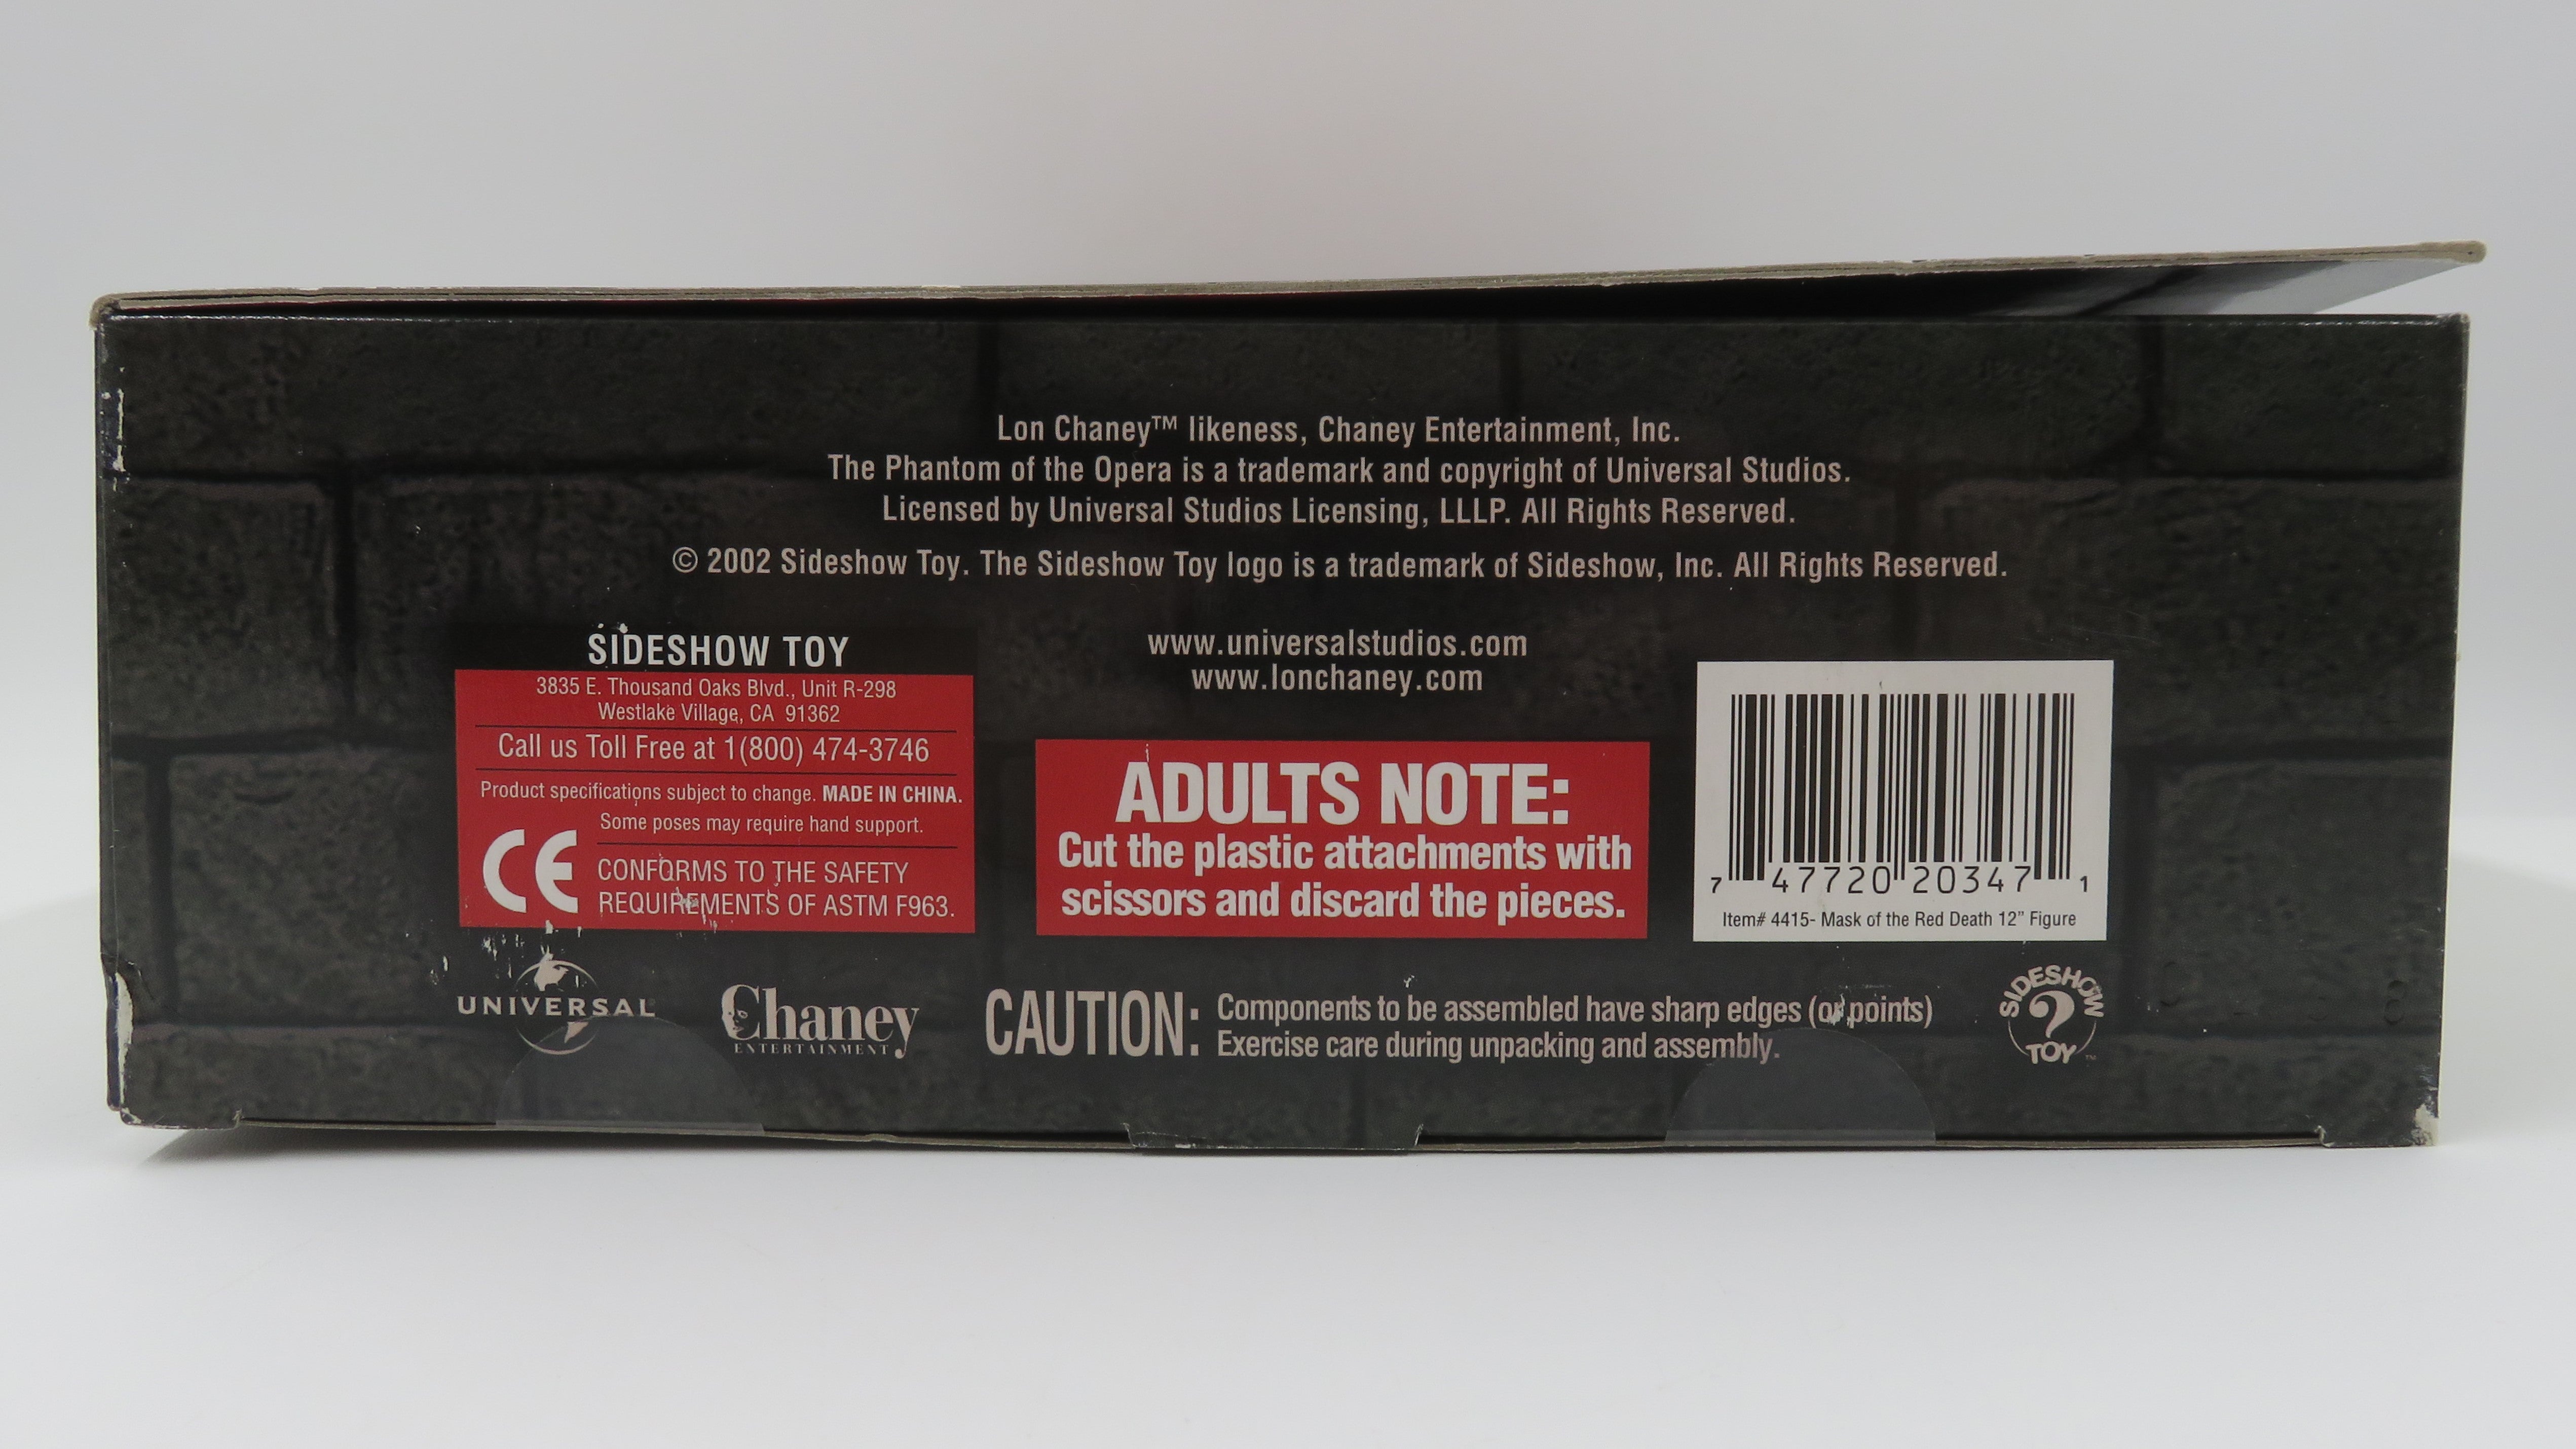 Lon Chaney™ likeness, Chaney Entertainment, Inc.
The Phantom of the Opera is a trademark and copyright of Universal Studios.
Licensed by Universal Studios Licensing, LLLP. All Rights Reserved.
© 2002 Sideshow Toy. The Sideshow Toy logo is a trademark of Sideshow, Inc. All Rights Reserved.
SIDESHOW TOY
3835 E. Thousand Oaks Blvd., Unit R-298
Westlake Village, CA 91362
Call us Toll Free at 1(800) 474-3746
Product specifications subject to change. MADE IN CHINA.
Some poses may require hand support.
CE
CONFORMS TO THE SAFETY
REQUIREMENTS OF ASTM F963.
www.universalstudios.com
www.lonchaney.com
ADULTS NOTE:
Cut the plastic attachments with
scissors and discard the pieces.
7 47720 20347 1
Item# 4415- Mask of the Red Death 12" Figure
UNIVERSAL
Chaney
ENTERTAINMENT
CAUTION:
Components to be assembled have sharp edges (or points)
Exercise care during unpacking and assembly.
SIDESHOW
?
TOY™